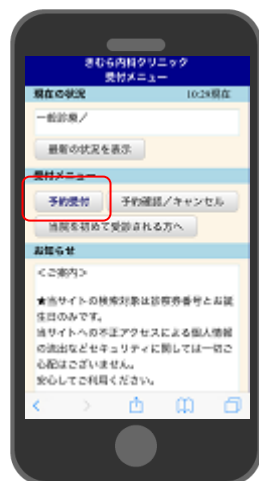 きむら内科クリニック
受付メニュー
現在の状況 10:29現在
一般診療／
最新の状況を表示
受付メニュー
予約受付 予約確認／キャンセル
当院を初めて受診される方へ
お知らせ
＜ご案内＞
★当サイトの検索対象は診察券番号とお誕
生日のみです。
当サイトへの不正アクセスによる個人情報
の流出などセキュリティに関しては一切ご
心配はございません。
安心してご利用ください。